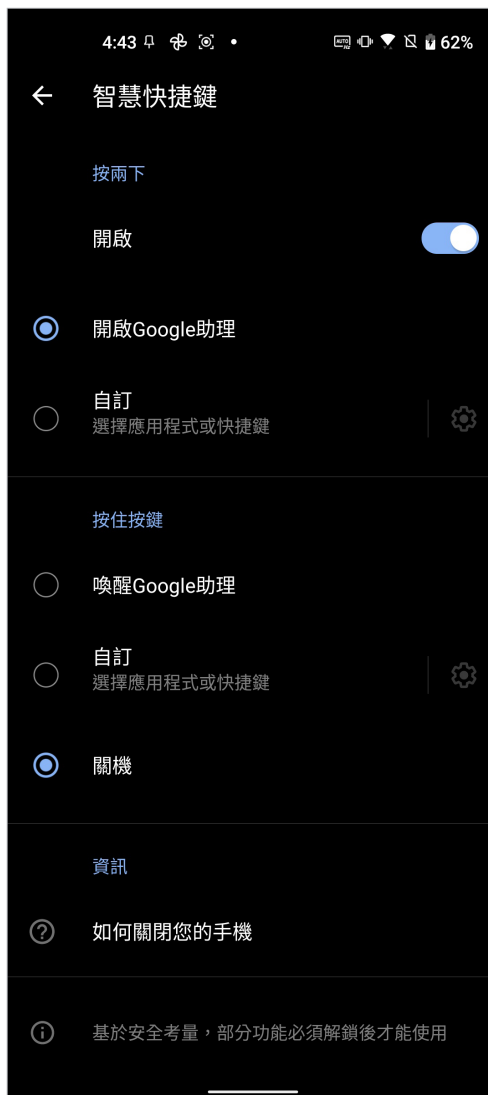 4:43
62%
智慧快捷鍵
按兩下
開啟
開啟Google助理
自訂
選擇應用程式或快捷鍵
按住按鍵
喚醒Google助理
自訂
選擇應用程式或快捷鍵
關機
資訊
如何關閉您的手機
基於安全考量，部分功能必須解鎖後才能使用